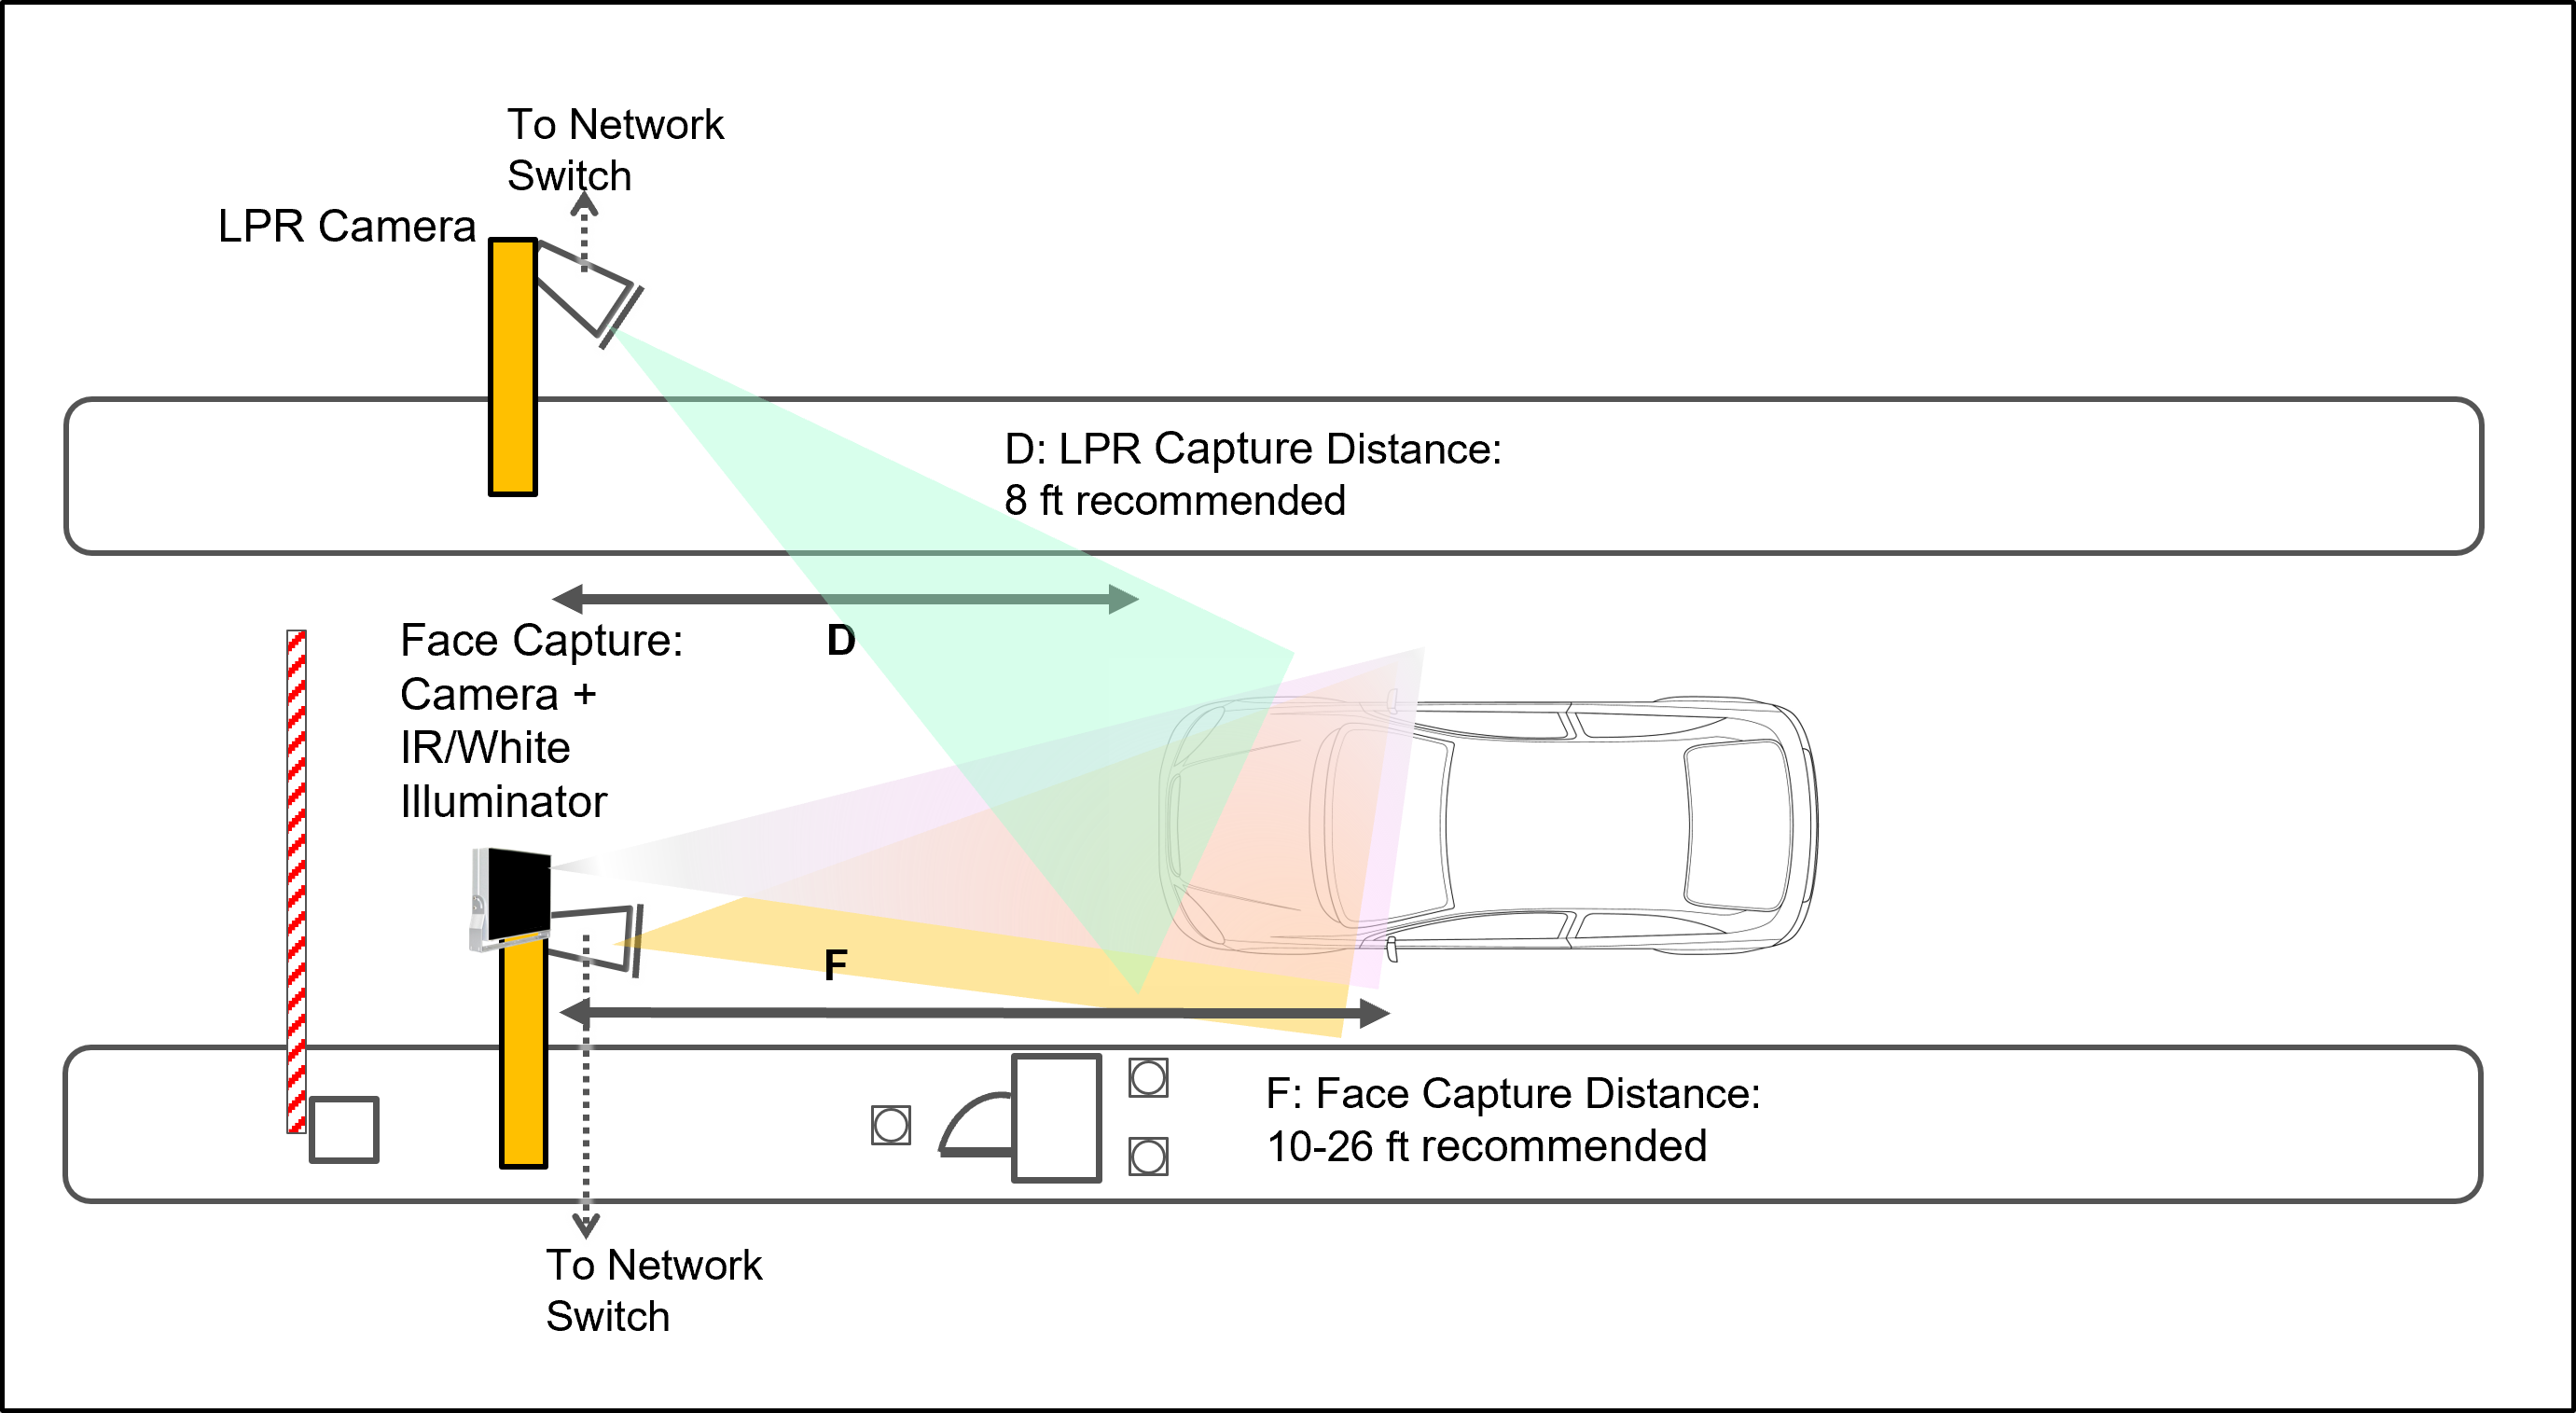 To Network
Switch
LPR Camera
D: LPR Capture Distance:
8 ft recommended
D
Face Capture:
Camera +
IR/White
Illuminator
F
F: Face Capture Distance:
10-26 ft recommended
To Network
Switch